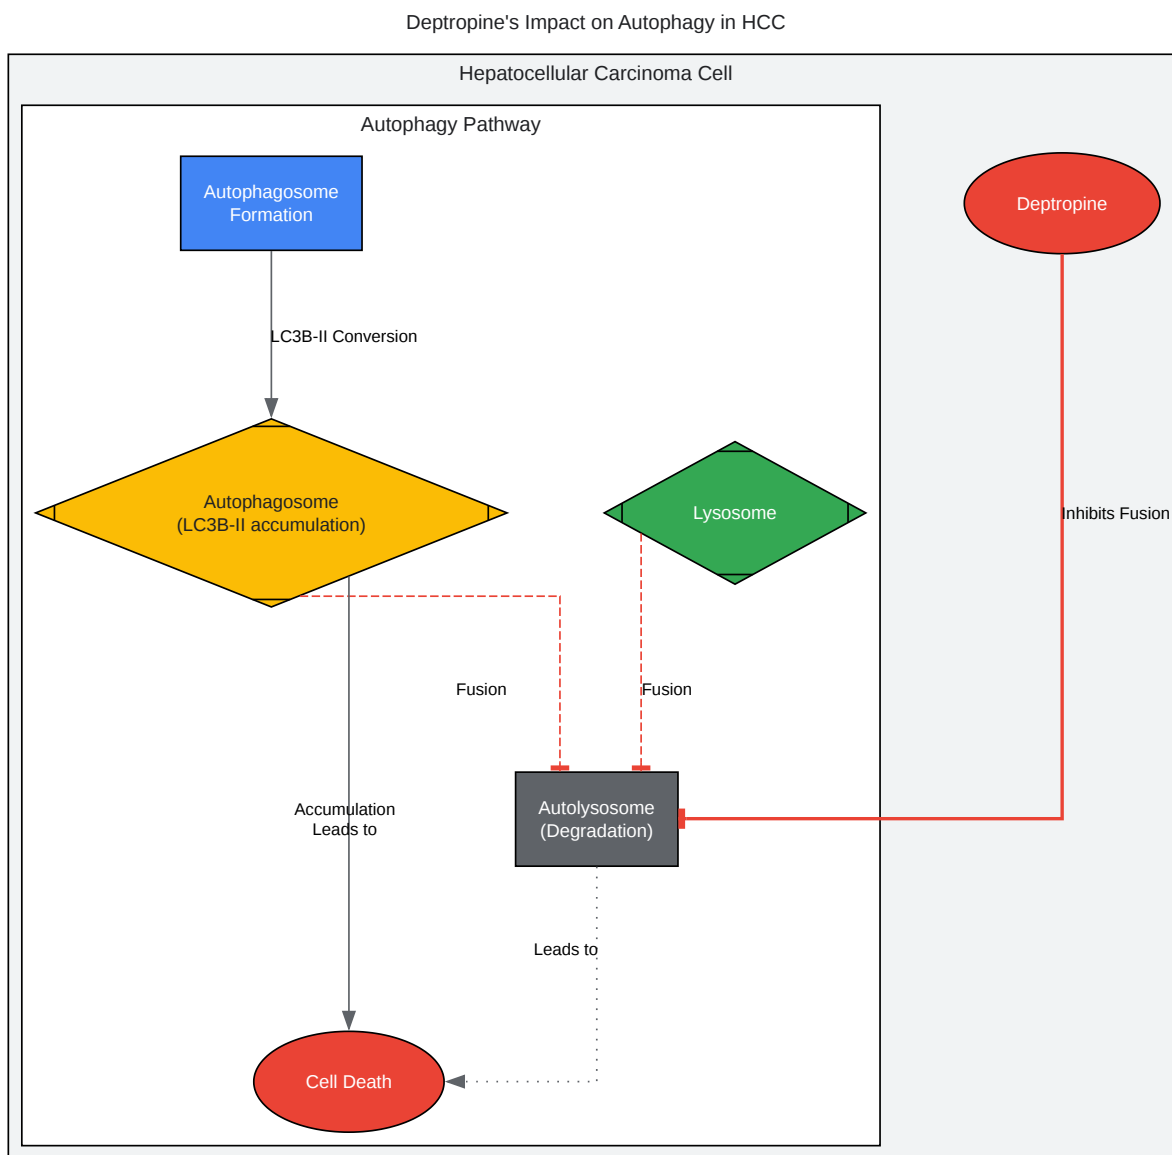 Deptropine's Impact on Autophagy in HCC
Hepatocellular Carcinoma Cell
Autophagy Pathway
Autophagosome
Formation
Deptropine
LC3B-II Conversion
Autophagosome
(LC3B-II accumulation)
Lysosome
Inhibits Fusion
Fusion
Fusion
Accumulation
Leads to
Autolysosome
(Degradation)
Leads to
Cell Death